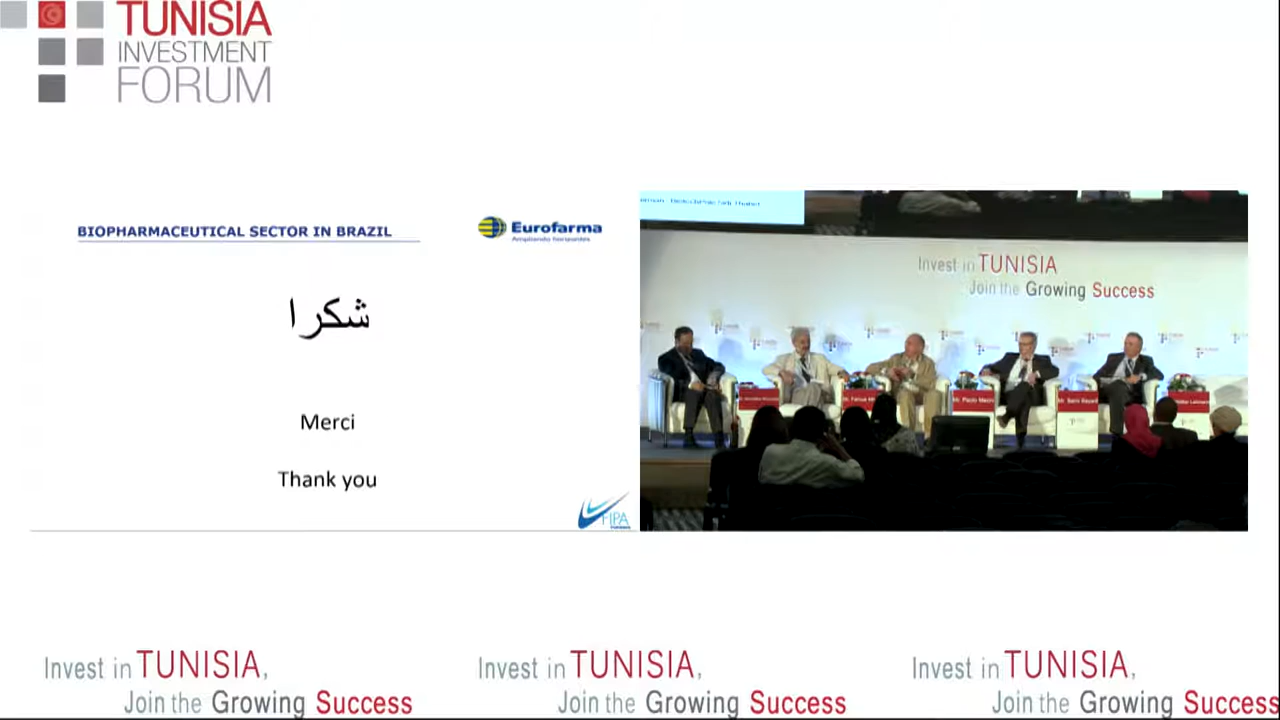 TUNISIA
INVESTMENT
FORUM
BIOPHARMACEUTICAL SECTOR IN BRAZIL
Eurofarma
شكرا
Merci
Thank you
FIPA
Invest in TUNISIA
Join the Growing Success
Invest in TUNISIA,
Join the Growing Success
Invest in TUNISIA,
Join the Growing Success
Invest in TUNISIA,
Join the Growing Success